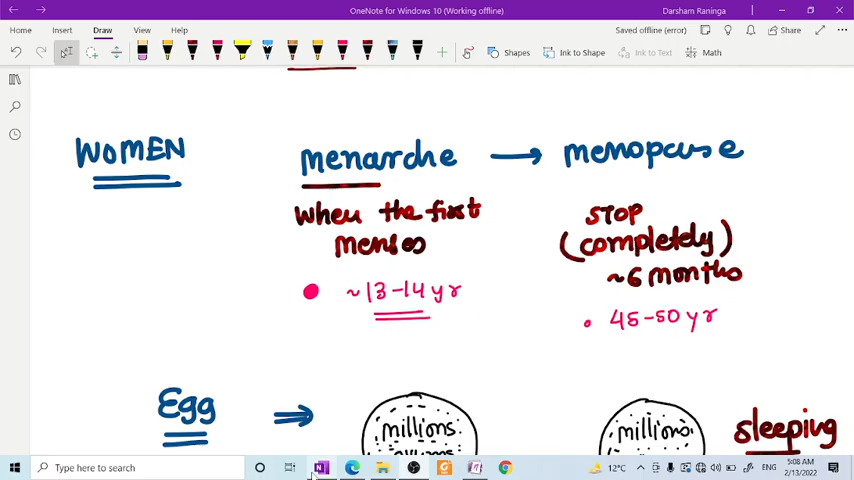 OneNote for Windows 10 (Working offline)
Darsham Raninga
Home Insert Draw View Help
Saved offline (error)
Share
Shapes
Ink to Shape
Ink to Text
Math
WOMEN
menarche → menopause
When the first
menses
~13-14 yr
STOP
(completely)
~6 months
45-50 yr
Egg ⇒
millions
millions
sleeping
Type here to search
12°C
ENG
5:08 AM
2/13/2022